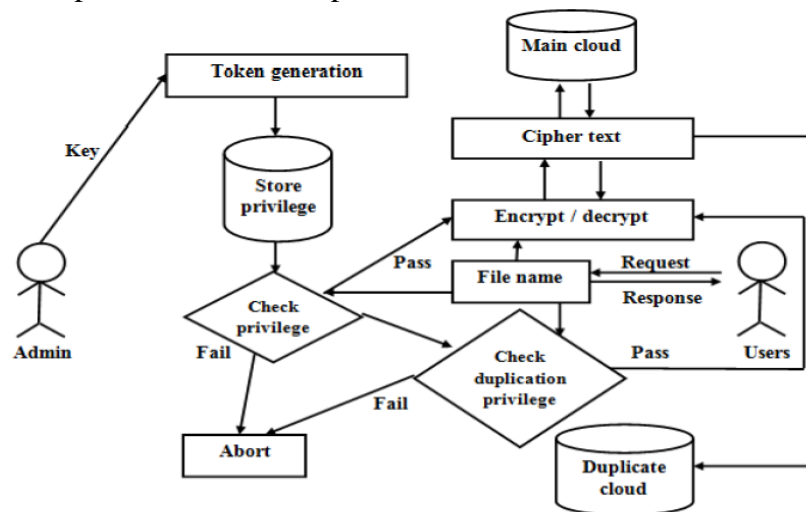 Main cloud
Token generation
Cipher text
Key
Store
privilege
Encrypt / decrypt
Pass
File name
Request
Response
Check
privilege
Admin
Fail
Check
duplication
privilege
Pass
Users
Fail
Abort
Duplicate
cloud